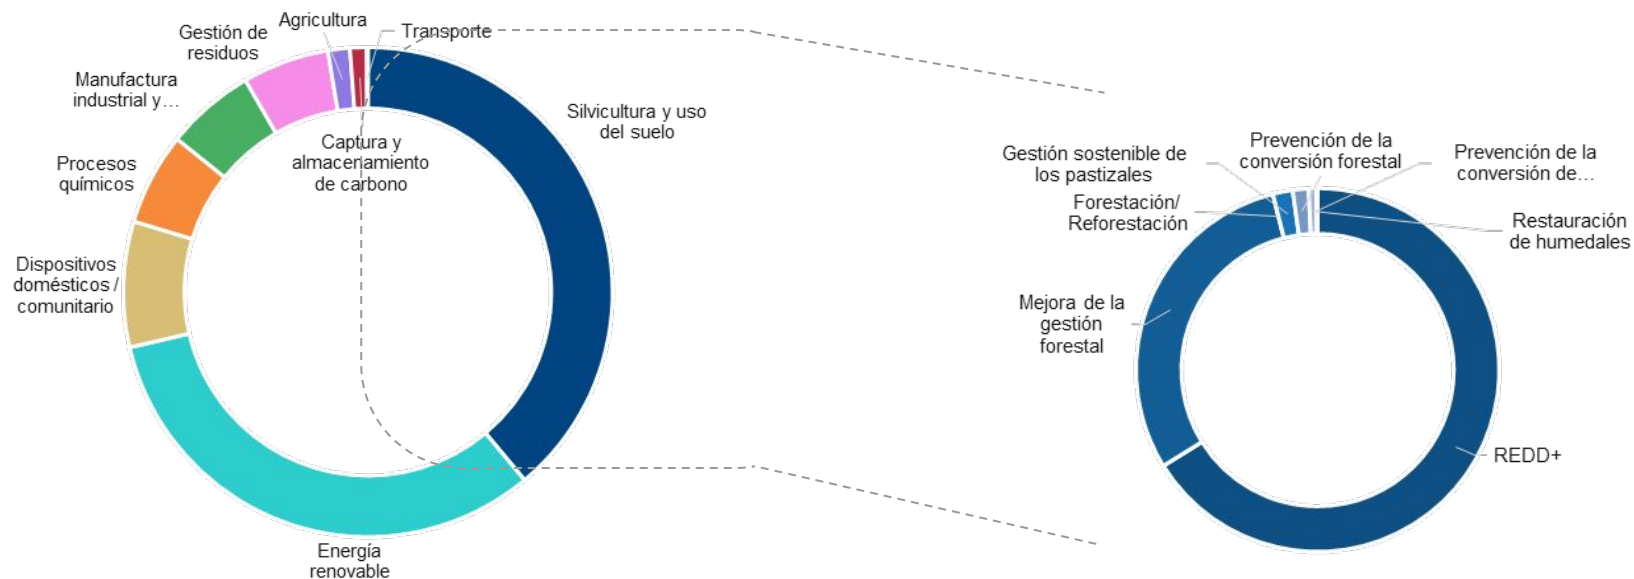 Agricultura
Transporte
Gestión de
residuos
Manufactura
industrial y…
Procesos
químicos
Dispositivos
domésticos /
comunitario
Energía
renovable
Captura y
almacenamiento
de carbono
Silvicultura y uso
del suelo
Prevención de la
conversión forestal
Gestión sostenible de
los pastizales
Forestación/
Reforestación
Mejora de la
gestión
forestal
Prevención de la
conversión de…
Restauración
de humedales
REDD+